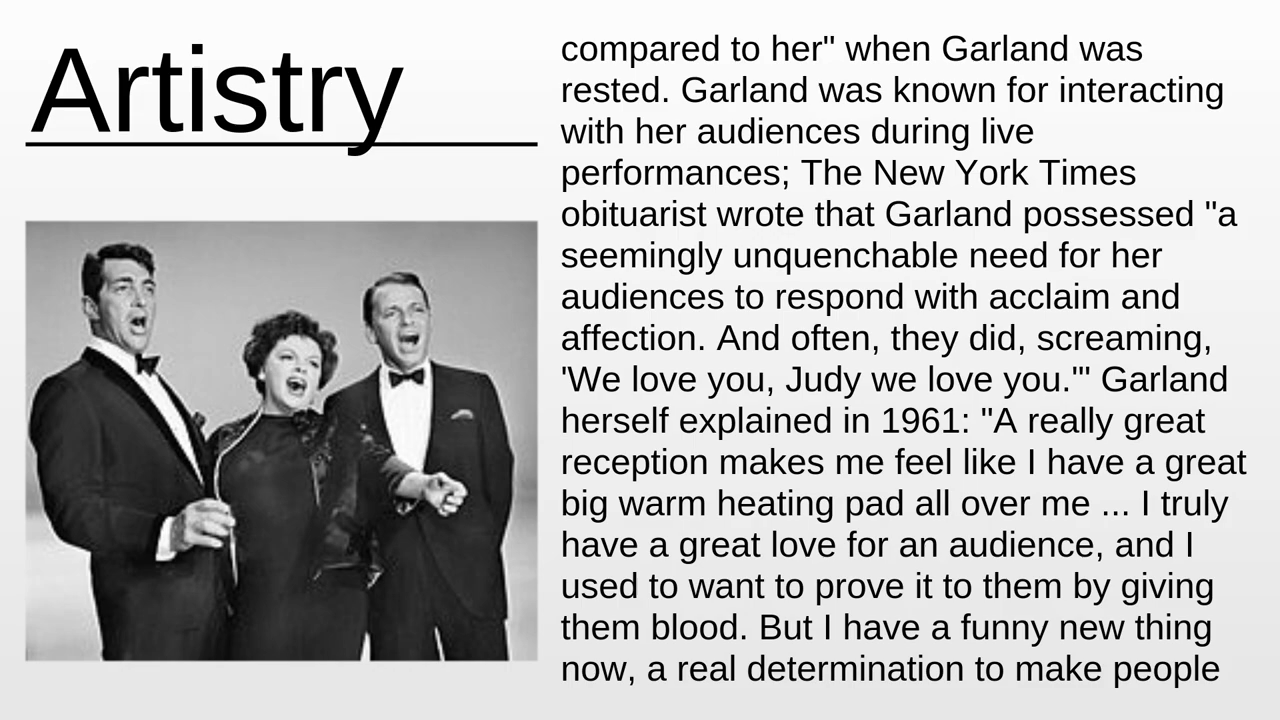 Artistry
compared to her" when Garland was
rested. Garland was known for interacting
with her audiences during live
performances; The New York Times
obituarist wrote that Garland possessed "a
seemingly unquenchable need for her
audiences to respond with acclaim and
affection. And often, they did, screaming,
'We love you, Judy we love you.'" Garland
herself explained in 1961: "A really great
reception makes me feel like I have a great
big warm heating pad all over me ... I truly
have a great love for an audience, and I
used to want to prove it to them by giving
them blood. But I have a funny new thing
now, a real determination to make people